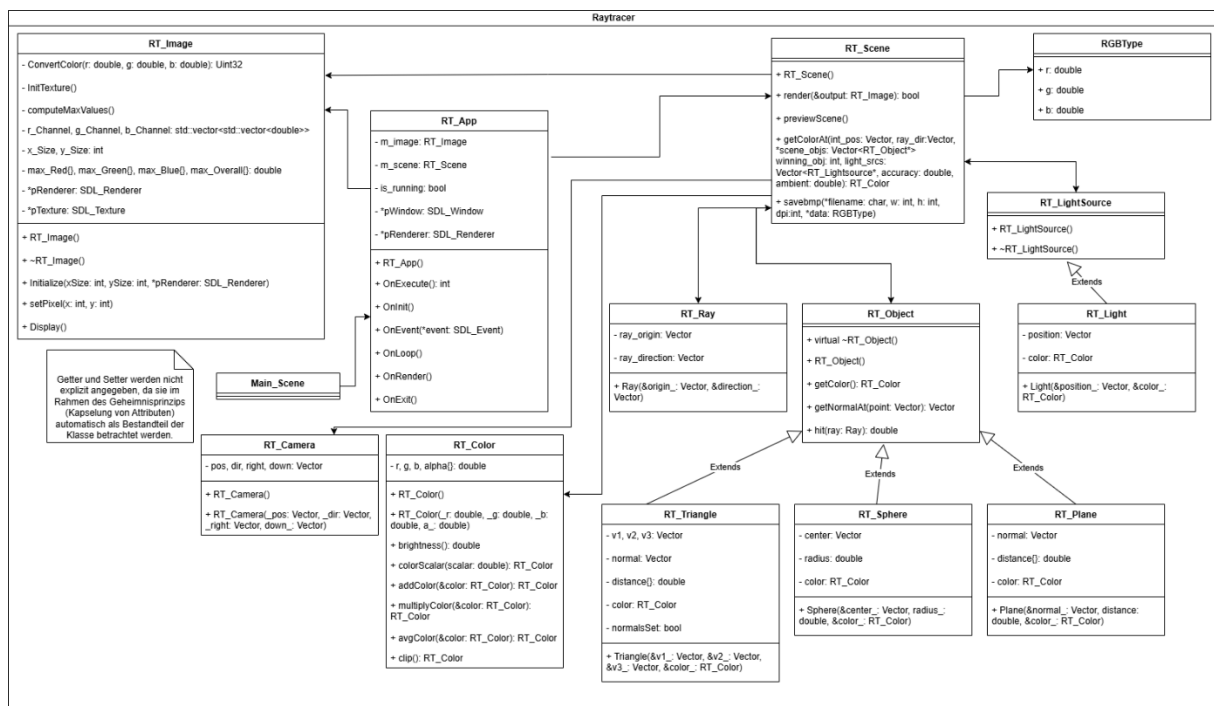 Raytracer
RT_Image
- ConvertColor(r: double, g: double, b: double): Uint32
- InitTexture()
- computeMaxValues()
- r_Channel, g_Channel, b_Channel: std::vector<std::vector<double>>
- x_Size, y_Size: int
- max_Red{}, max_Green{}, max_Blue{}, max_Overall{}: double
- *pRenderer: SDL_Renderer
- *pTexture: SDL_Texture
+ RT_Image()
+ ~RT_Image()
+ Initialize(xSize: int, ySize: int, *pRenderer: SDL_Renderer)
+ setPixel(x: int, y: int)
+ Display()
RT_App
- m_image: RT_Image
- m_scene: RT_Scene
- is_running: bool
- *pWindow: SDL_Window
- *pRenderer: SDL_Renderer
+ RT_App()
+ OnExecute(): int
+ OnInit()
+ OnEvent(*event: SDL_Event)
+ OnLoop()
+ OnRender()
+ OnExit()
RT_Scene
+ RT_Scene()
+ render(&output: RT_Image): bool
+ previewScene()
+ getColorAt(int_pos: Vector, ray_dir:Vector,
*scene_objs: Vector<RT_Object*>
winning_obj: int, light_srcs:
Vector<RT_Lightsource*, accuracy: double,
ambient: double): RT_Color
+ savebmp(*filename: char, w: int, h: int,
dpi:int, *data: RGBType)
RGBType
+ r: double
+ g: double
+ b: double
RT_LightSource
+ RT_LightSource()
+ ~RT_LightSource()
Extends
RT_Light
- position: Vector
- color: RT_Color
+ Light(&position_: Vector, &color_:
RT_Color)
RT_Ray
- ray_origin: Vector
- ray_direction: Vector
+ Ray(&origin_: Vector, &direction_:
Vector)
RT_Object
+ virtual ~RT_Object()
+ RT_Object()
+ getColor(): RT_Color
+ getNormalAt(point: Vector): Vector
+ hit(ray: Ray): double
Main_Scene
Getter und Setter werden nicht
explizit angegeben, da sie im
Rahmen des Geheimnisprinzips
(Kapselung von Attributen)
automatisch als Bestandteil der
Klasse betrachtet werden.
RT_Camera
- pos, dir, right, down: Vector
+ RT_Camera()
+ RT_Camera(_pos: Vector, _dir: Vector,
_right: Vector, down_: Vector)
RT_Color
- r, g, b, alpha{}: double
+ RT_Color()
+ RT_Color(_r: double, _g: double, _b:
double, a_: double)
+ brightness(): double
+ colorScalar(scalar: double): RT_Color
+ addColor(&color: RT_Color): RT_Color
+ multiplyColor(&color: RT_Color):
RT_Color
+ avgColor(&color: RT_Color): RT_Color
+ clip(): RT_Color
Extends
Extends
Extends
RT_Triangle
- v1, v2, v3: Vector
- normal: Vector
- distance{}: double
- color: RT_Color
- normalsSet: bool
+ Triangle(&v1_: Vector, &v2_: Vector,
&v3_: Vector, &color_: RT_Color)
RT_Sphere
- center: Vector
- radius: double
- color: RT_Color
+ Sphere(&center_: Vector, radius_:
double, &color_: RT_Color)
RT_Plane
- normal: Vector
- distance{}: double
- color: RT_Color
+ Plane(&normal_: Vector, distance:
double, &color_: RT_Color)